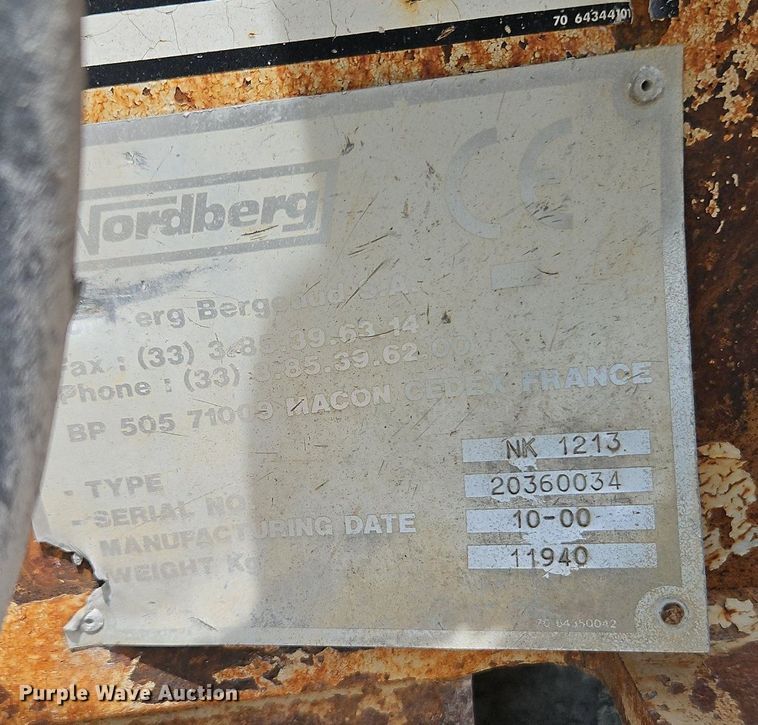 70 64344101
Nordberg
CE
erg Bergeaud S.A.
Fax : (33) 3.85.39.63.14
Phone : (33) 3.85.39.62
BP 505 71009 MACON CEDEX FRANCE
- TYPE NK 1213
- SERIAL NO 20360034
MANUFACTURING DATE 10-00
WEIGHT Kg 11940
70 64350042
Purple Wave Auction